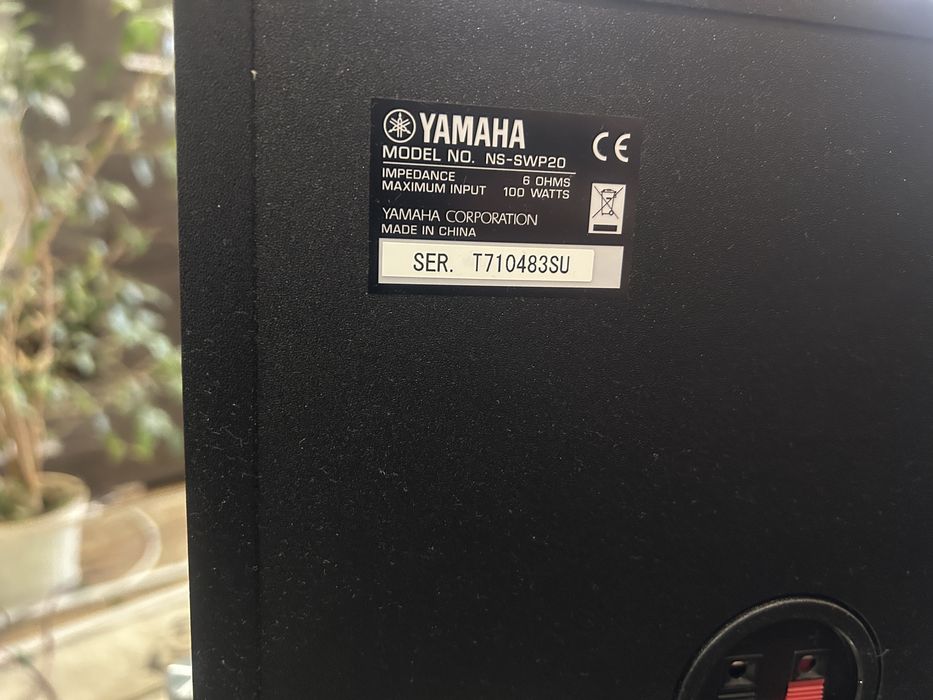 YAMAHA
CE
MODEL NO. NS-SWP20
IMPEDANCE 6 OHMS
MAXIMUM INPUT 100 WATTS
YAMAHA CORPORATION
MADE IN CHINA
SER. T710483SU